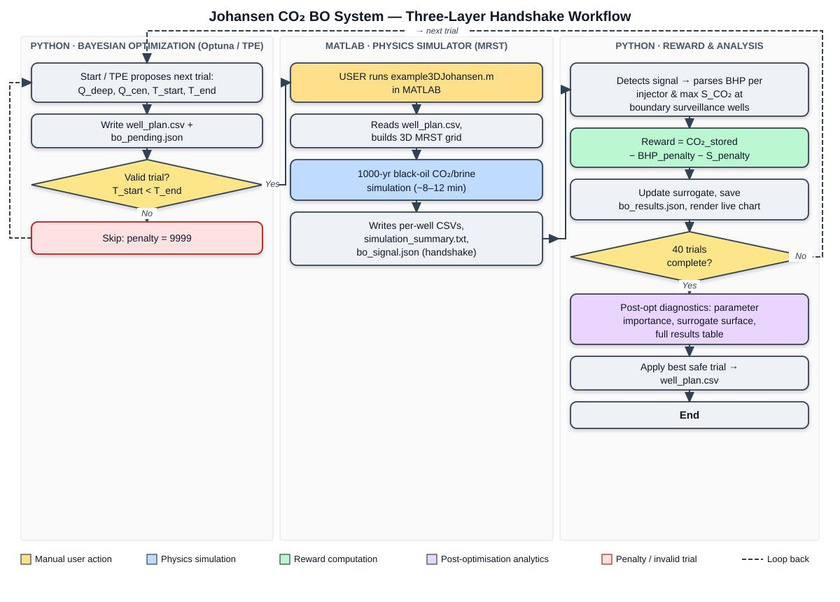 Johansen CO₂ BO System — Three-Layer Handshake Workflow
→ next trial
PYTHON · BAYESIAN OPTIMIZATION (Optuna / TPE)
Start / TPE proposes next trial:
Q_deep, Q_cen, T_start, T_end
Write well_plan.csv +
bo_pending.json
Valid trial?
T_start < T_end
Yes
No
Skip: penalty = 9999
MATLAB · PHYSICS SIMULATOR (MRST)
USER runs example3DJohansen.m
in MATLAB
Reads well_plan.csv,
builds 3D MRST grid
1000-yr black-oil CO₂/brine
simulation (~8–12 min)
Writes per-well CSVs,
simulation_summary.txt,
bo_signal.json (handshake)
PYTHON · REWARD & ANALYSIS
Detects signal → parses BHP per
injector & max S_CO₂ at
boundary surveillance wells
Reward = CO₂_stored
− BHP_penalty − S_penalty
Update surrogate, save
bo_results.json, render live chart
40 trials
complete?
No
Yes
Post-opt diagnostics: parameter
importance, surrogate surface,
full results table
Apply best safe trial →
well_plan.csv
End
Manual user action
Physics simulation
Reward computation
Post-optimisation analytics
Penalty / invalid trial
Loop back